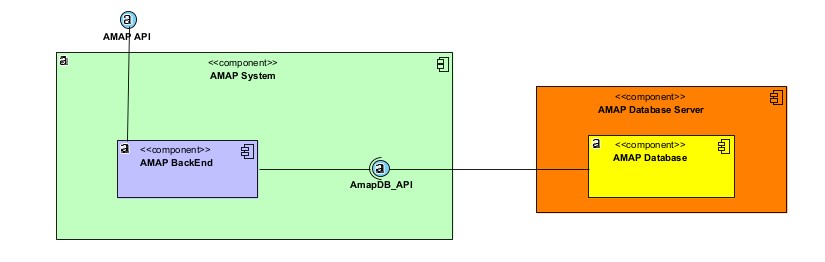 a
AMAP API
a
<<component>>
AMAP System
<<component>>
AMAP Database Server
a
<<component>>
AMAP BackEnd
a
<<component>>
AMAP Database
a
AmapDB_API